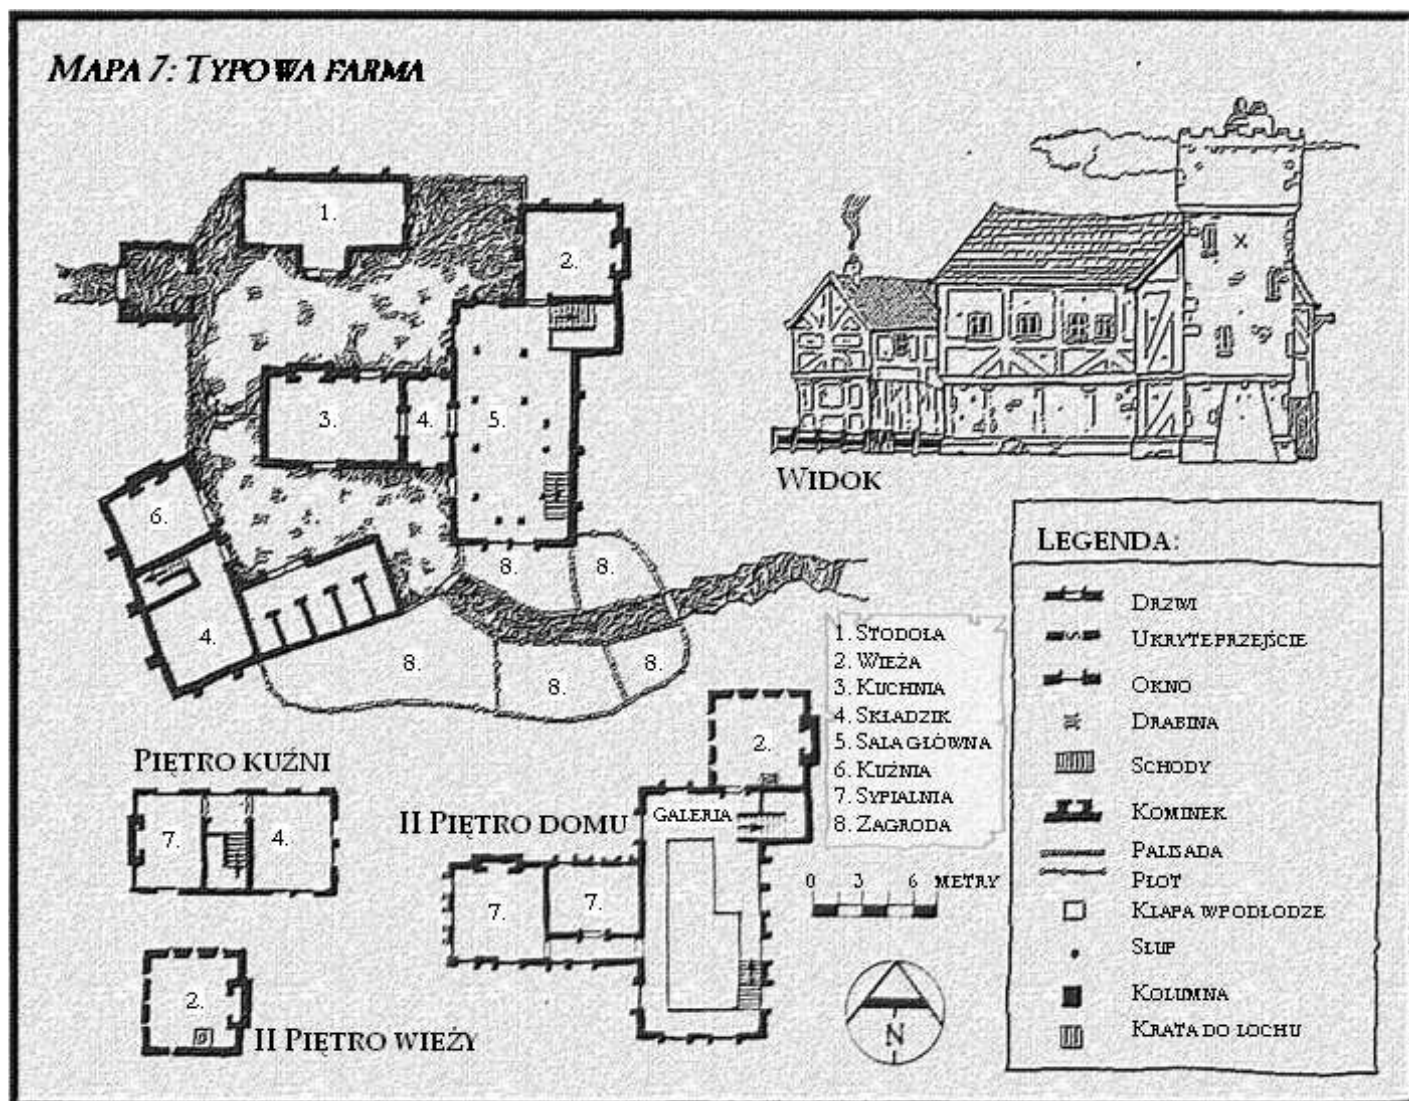 MAPA 7: TYPOWA FARMA
1.
2.
3.
4.
5.
6.
4.
8.
8.
8.
8.
8.
WIDOK
LEGENDA:
DRZWI
UKRYTE PRZEJŚCIE
OKNO
DRABINA
SCHODY
KOMINEK
PALISADA
PŁOT
KLAPA W PODŁODZE
SŁUP
KOLUMNA
KRATA DO LOCHU
1. STODOŁA
2. WIEŻA
3. KUCHNIA
4. SKŁADZIK
5. SALA GŁÓWNA
6. KUŹNIA
7. SYPIALNIA
8. ZAGRODA
0 3 6 METRY
N
PIĘTRO KUŹNI
7.
4.
II PIĘTRO DOMU
2.
GALERIA
7.
7.
2.
II PIĘTRO WIEŻY